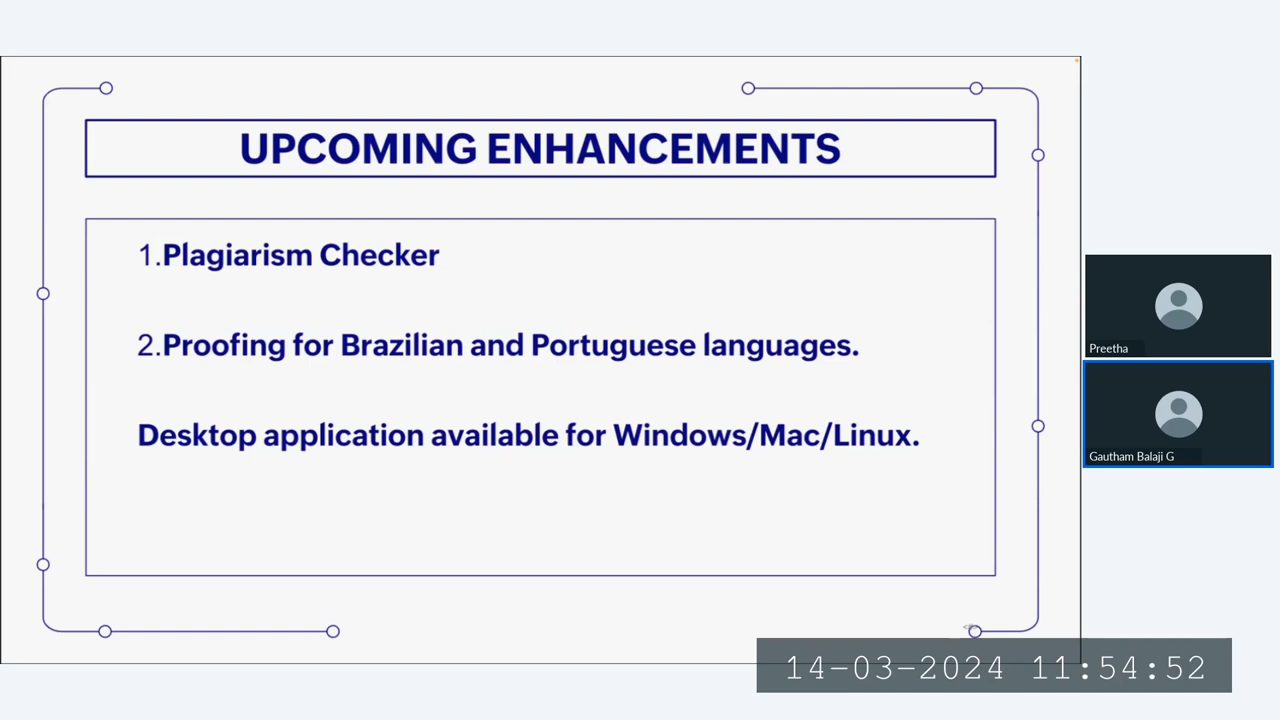 UPCOMING ENHANCEMENTS
1.Plagiarism Checker
2.Proofing for Brazilian and Portuguese languages.
Desktop application available for Windows/Mac/Linux.
Preetha
Gautham Balaji G
14-03-2024 11:54:52